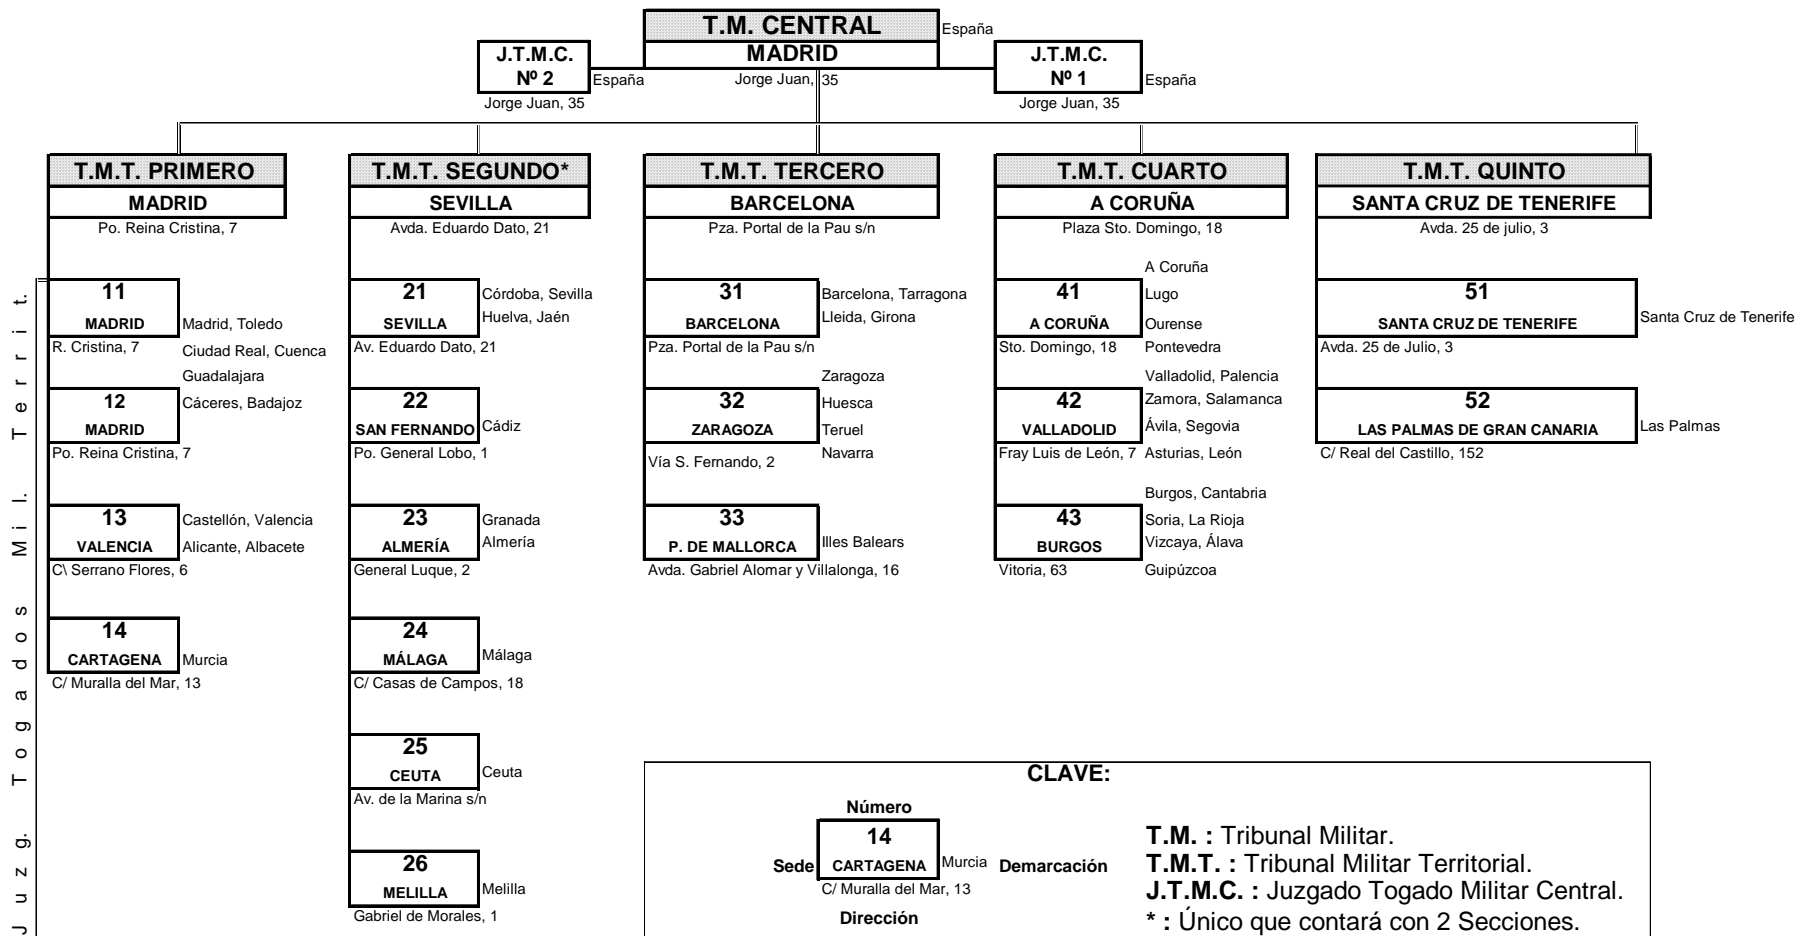 T.M. CENTRAL
España
MADRID
Jorge Juan, 35
J.T.M.C.
Nº 2
España
Jorge Juan, 35
J.T.M.C.
Nº 1
España
Jorge Juan, 35
T.M.T. PRIMERO
MADRID
Po. Reina Cristina, 7
11
MADRID
R. Cristina, 7
Madrid, Toledo
Ciudad Real, Cuenca
Guadalajara
12
MADRID
Po. Reina Cristina, 7
Cáceres, Badajoz
13
VALENCIA
C\ Serrano Flores, 6
Castellón, Valencia
Alicante, Albacete
14
CARTAGENA
C/ Muralla del Mar, 13
Murcia
T.M.T. SEGUNDO*
SEVILLA
Avda. Eduardo Dato, 21
21
SEVILLA
Av. Eduardo Dato, 21
Córdoba, Sevilla
Huelva, Jaén
22
SAN FERNANDO
Po. General Lobo, 1
Cádiz
23
ALMERÍA
General Luque, 2
Granada
Almería
24
MÁLAGA
C/ Casas de Campos, 18
Málaga
25
CEUTA
Av. de la Marina s/n
Ceuta
26
MELILLA
Gabriel de Morales, 1
Melilla
T.M.T. TERCERO
BARCELONA
Pza. Portal de la Pau s/n
31
BARCELONA
Pza. Portal de la Pau s/n
Barcelona, Tarragona
Lleida, Girona
32
ZARAGOZA
Vía S. Fernando, 2
Zaragoza
Huesca
Teruel
Navarra
33
P. DE MALLORCA
Avda. Gabriel Alomar y Villalonga, 16
Illes Balears
T.M.T. CUARTO
A CORUÑA
Plaza Sto. Domingo, 18
41
A CORUÑA
Sto. Domingo, 18
A Coruña
Lugo
Ourense
Pontevedra
42
VALLADOLID
Fray Luis de León, 7
Valladolid, Palencia
Zamora, Salamanca
Ávila, Segovia
Asturias, León
43
BURGOS
Vitoria, 63
Burgos, Cantabria
Soria, La Rioja
Vizcaya, Álava
Guipúzcoa
T.M.T. QUINTO
SANTA CRUZ DE TENERIFE
Avda. 25 de julio, 3
51
SANTA CRUZ DE TENERIFE
Avda. 25 de Julio, 3
Santa Cruz de Tenerife
52
LAS PALMAS DE GRAN CANARIA
C/ Real del Castillo, 152
Las Palmas
Juzg. Togados Mil. Territ.
CLAVE:
Número
14
Sede CARTAGENA Murcia Demarcación
C/ Muralla del Mar, 13
Dirección
T.M. : Tribunal Militar.
T.M.T. : Tribunal Militar Territorial.
J.T.M.C. : Juzgado Togado Militar Central.
* : Único que contará con 2 Secciones.